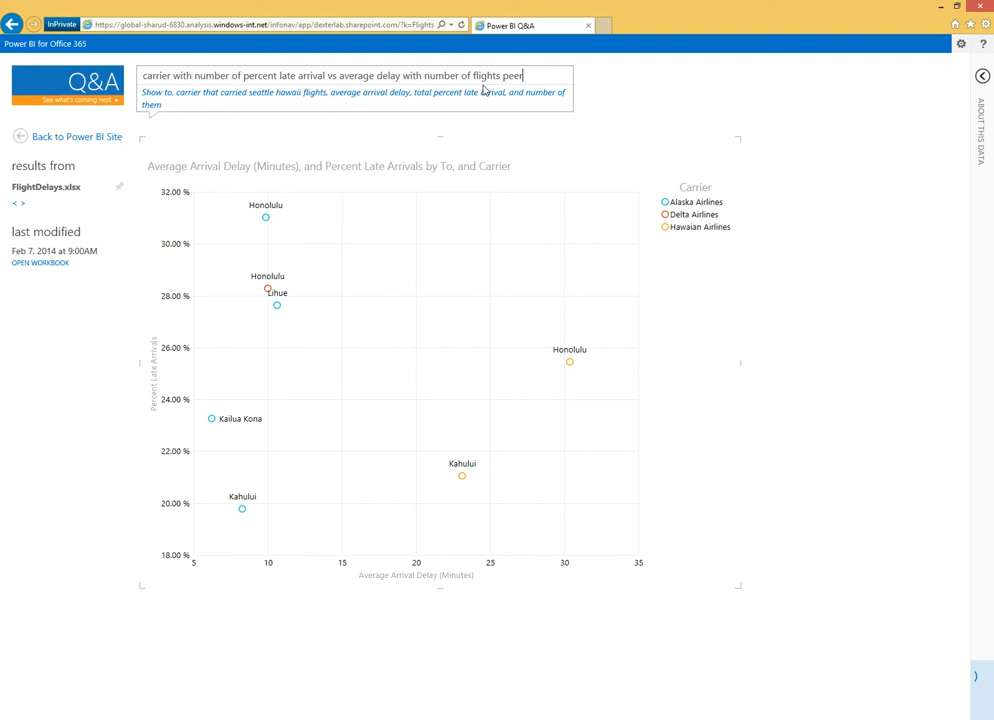 InPrivate
https://global-sharud-6830.analysis.windows-int.net/infonav/app/dexterlab.sharepoint.com/?k=Flights
Power BI Q&A
Power BI for Office 365
?
Q&A
See what's coming next
carrier with number of percent late arrival vs average delay with number of flights peer
Show to, carrier that carried seattle hawaii flights, average arrival delay, total percent late arrival, and number of
them
Back to Power BI Site
results from
FlightDelays.xlsx
< >
last modified
Feb 7, 2014 at 9:00AM
OPEN WORKBOOK
Average Arrival Delay (Minutes), and Percent Late Arrivals by To, and Carrier
32.00 %
30.00 %
28.00 %
26.00 %
24.00 %
22.00 %
20.00 %
18.00 %
Percent Late Arrivals
Honolulu
Honolulu
Lihue
Honolulu
Kailua Kona
Kahului
Kahului
5 10 15 20 25 30 35
Average Arrival Delay (Minutes)
Carrier
Alaska Airlines
Delta Airlines
Hawaiian Airlines
ABOUT THIS DATA